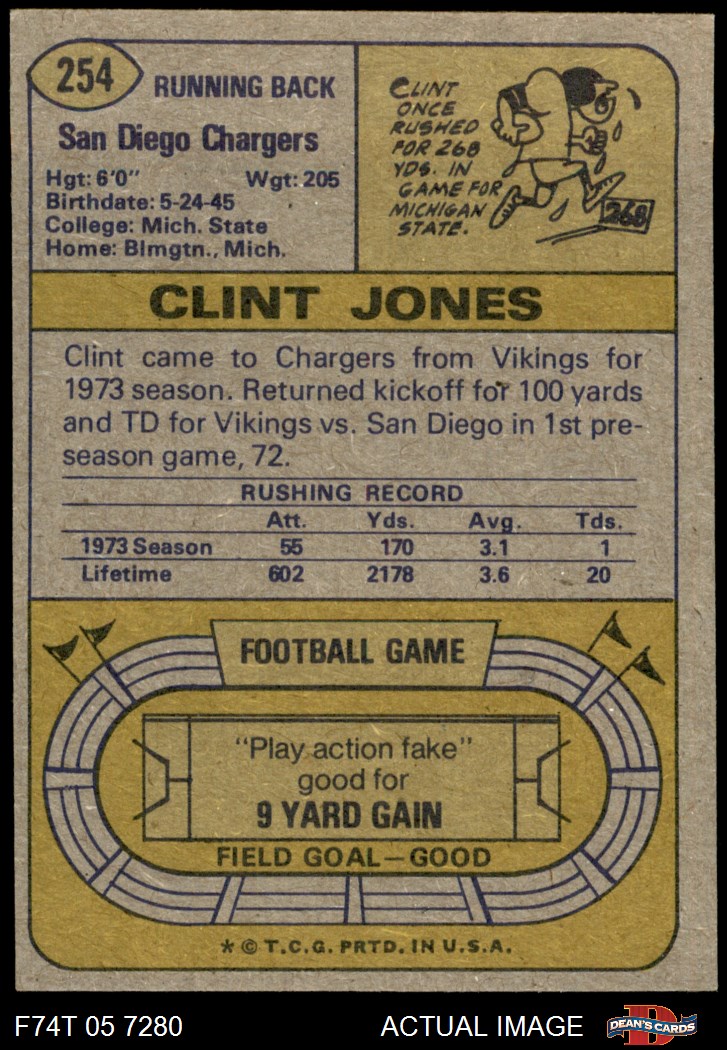 254
RUNNING BACK
San Diego Chargers
Hgt: 6'0" Wgt: 205
Birthdate: 5-24-45
College: Mich. State
Home: Blmgtn., Mich.
CLINT
ONCE
RUSHED
FOR 268
YDS. IN
GAME FOR
MICHIGAN
STATE.
268
CLINT JONES
Clint came to Chargers from Vikings for
1973 season. Returned kickoff for 100 yards
and TD for Vikings vs. San Diego in 1st pre-
season game, 72.
RUSHING RECORD
Att. Yds. Avg. Tds.
1973 Season 55 170 3.1 1
Lifetime 602 2178 3.6 20
FOOTBALL GAME
"Play action fake"
good for
9 YARD GAIN
FIELD GOAL—GOOD
* © T.C.G. PRTD. IN U.S.A.
F74T 05 7280 ACTUAL IMAGE
DEAN'S CARDS